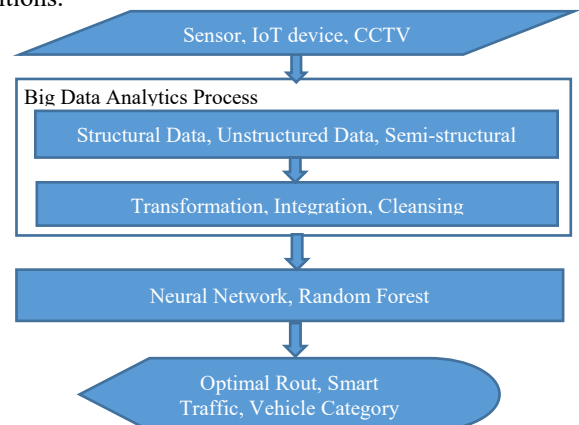 itions.
Sensor, IoT device, CCTV
Big Data Analytics Process
Structural Data, Unstructured Data, Semi-structural
Transformation, Integration, Cleansing
Neural Network, Random Forest
Optimal Rout, Smart
Traffic, Vehicle Category